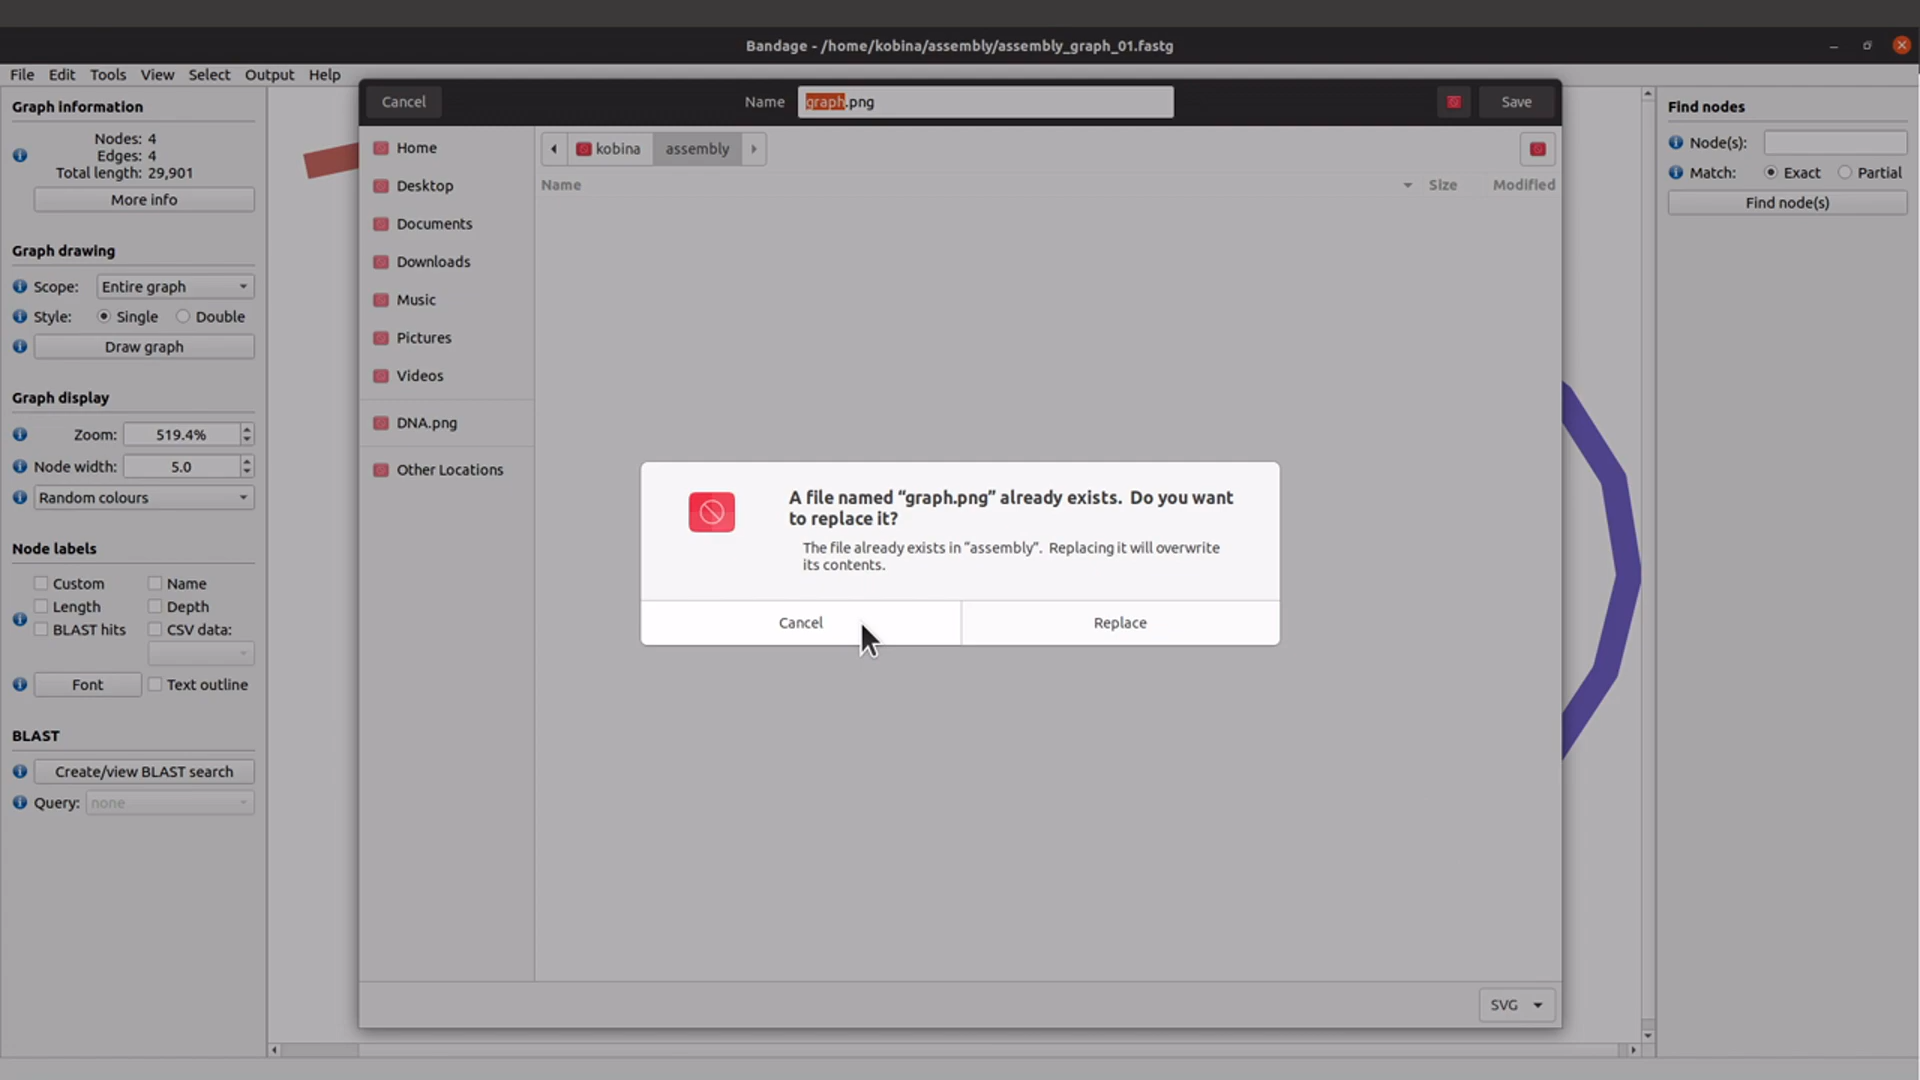 Bandage - /home/kobina/assembly/assembly_graph_01.fastg
File Edit Tools View Select Output Help
Graph information
Nodes: 4
Edges: 4
Total length: 29,901
More info
Graph drawing
Scope: Entire graph
Style: Single Double
Draw graph
Graph display
Zoom: 519.4%
Node width: 5.0
Random colours
Node labels
Custom Name
Length Depth
BLAST hits CSV data:
Font Text outline
BLAST
Create/view BLAST search
Query: none
Cancel Name graph.png Save
Home
Desktop
Documents
Downloads
Music
Pictures
Videos
DNA.png
Other Locations
kobina assembly
Name Size Modified
A file named “graph.png” already exists. Do you want
to replace it?
The file already exists in “assembly”. Replacing it will overwrite
its contents.
Cancel Replace
SVG
Find nodes
Node(s):
Match: Exact Partial
Find node(s)